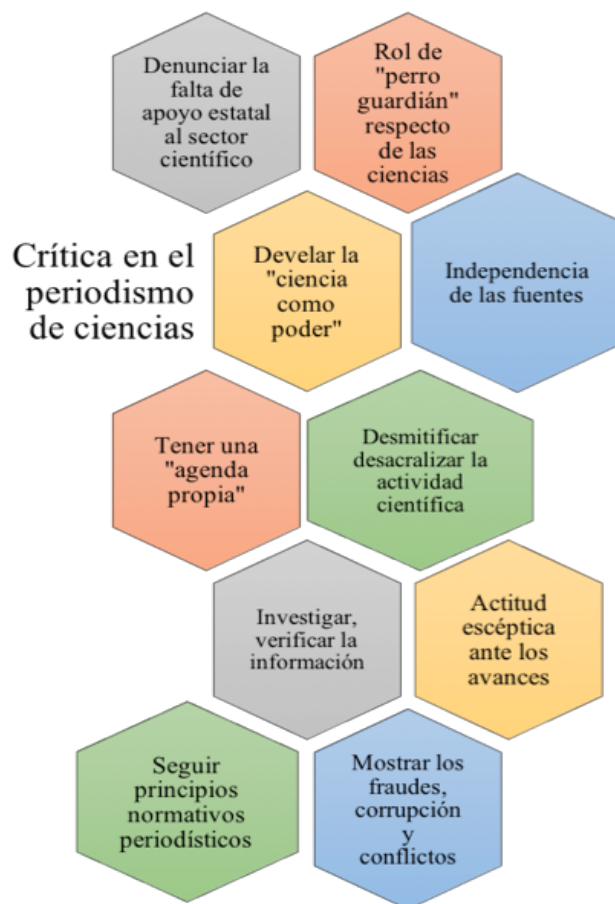 Denunciar la
falta de
apoyo estatal
al sector
científico
Rol de
"perro
guardián"
respecto
de las
ciencias
Crítica en el
periodismo
de ciencias
Develar la
"ciencia
como
poder"
Independencia
de las fuentes
Tener una
"agenda
propia"
Desmitificar
desacralizar la
actividad
científica
Investigar,
verificar la
información
Actitud
escéptica
ante los
avances
Seguir
principios
normativos
periodísticos
Mostrar los
fraudes,
corrupción
y
conflictos